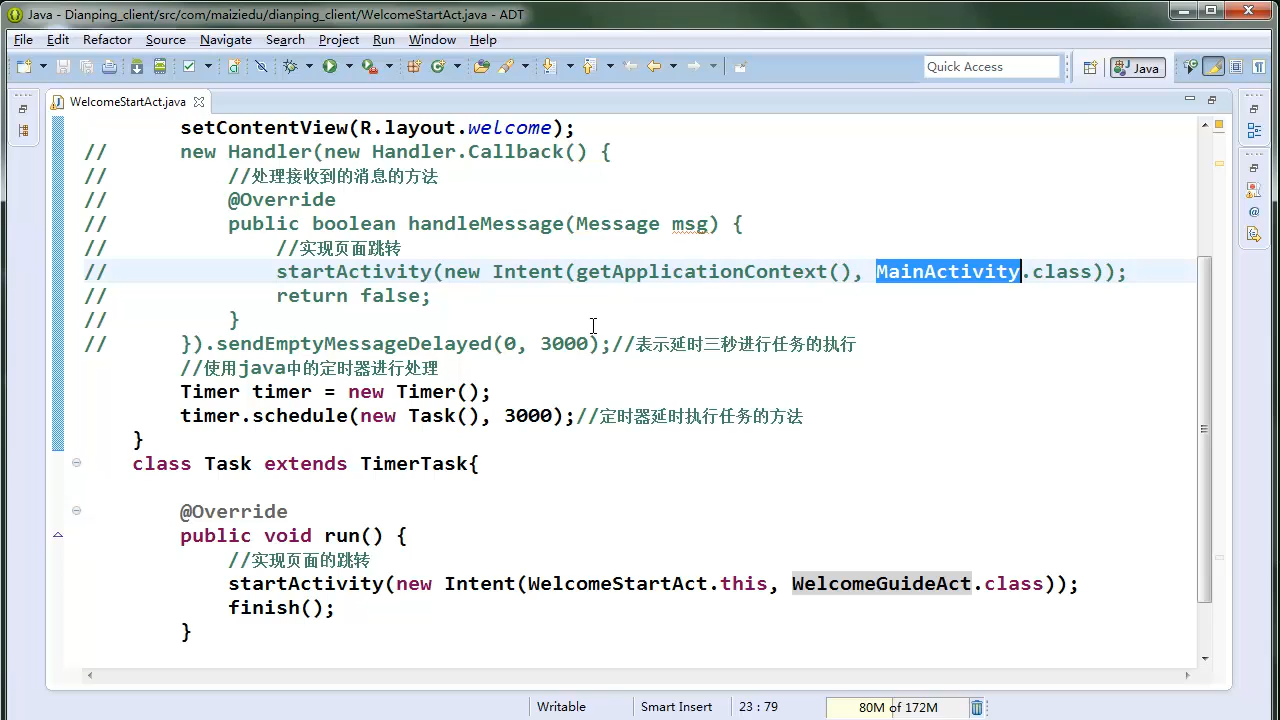 Java - Dianping_client/src/com/maiziedu/dianping_client/WelcomeStartAct.java - ADT
File Edit Refactor Source Navigate Search Project Run Window Help
Quick Access
Java
WelcomeStartAct.java
setContentView(R.layout.welcome);
// new Handler(new Handler.Callback() {
// //处理接收到的消息的方法
// @Override
// public boolean handleMessage(Message msg) {
// //实现页面跳转
// startActivity(new Intent(getApplicationContext(), MainActivity.class));
// return false;
// }
// }).sendEmptyMessageDelayed(0, 3000);//表示延时三秒进行任务的执行
//使用java中的定时器进行处理
Timer timer = new Timer();
timer.schedule(new Task(), 3000);//定时器延时执行任务的方法
}
class Task extends TimerTask{
@Override
public void run() {
//实现页面的跳转
startActivity(new Intent(WelcomeStartAct.this, WelcomeGuideAct.class));
finish();
}
Writable Smart Insert 23 : 79 80M of 172M